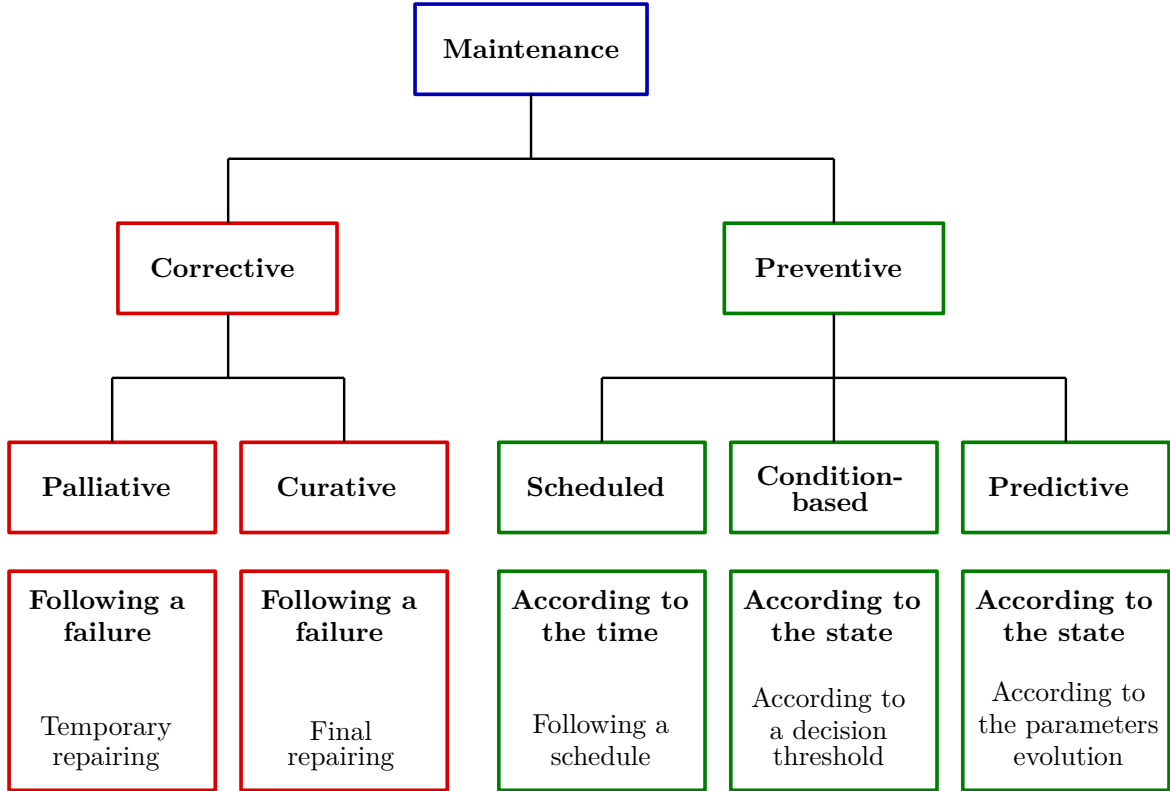 Maintenance
Corrective
Preventive
Palliative
Curative
Scheduled
Condition-
based
Predictive
Following a
failure
Temporary
repairing
Following a
failure
Final
repairing
According to
the time
Following a
schedule
According to
the state
According to
a decision
threshold
According to
the state
According to
the parameters
evolution